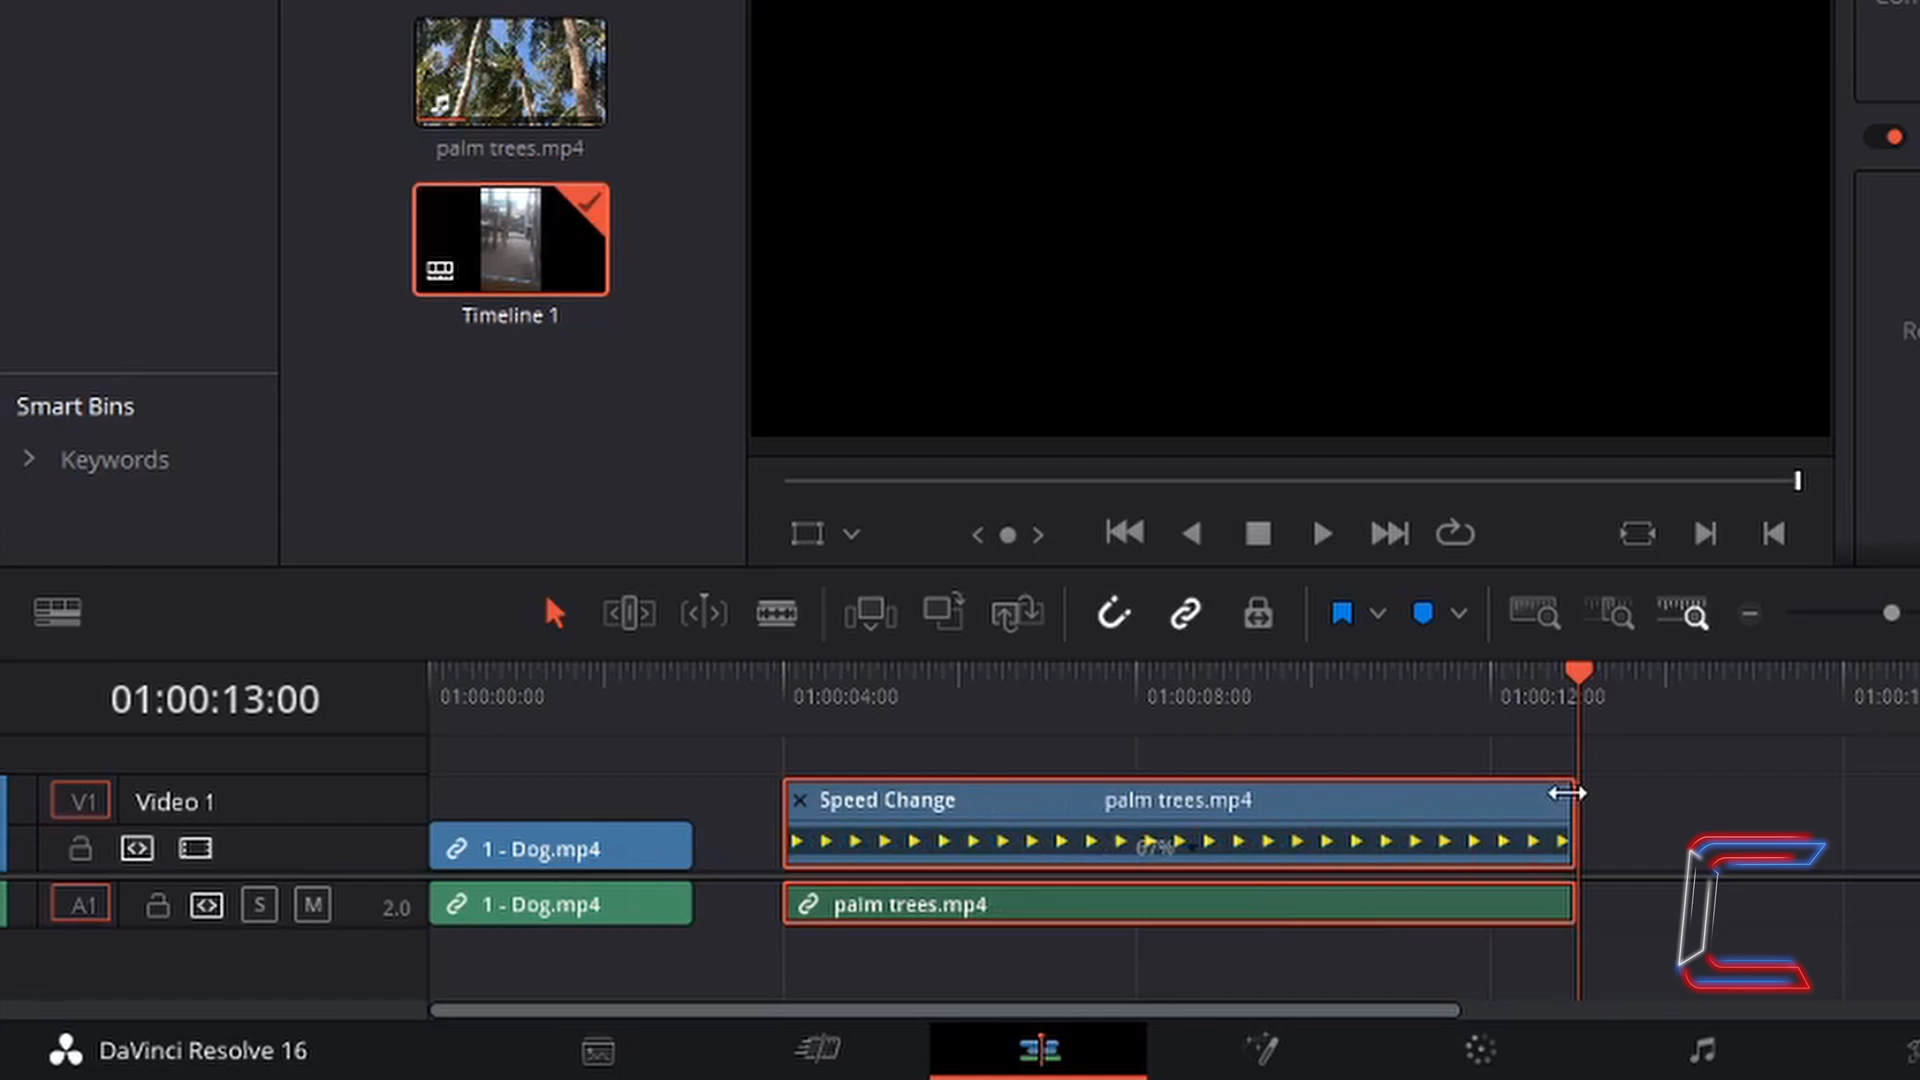 palm trees.mp4
Timeline 1
Smart Bins
Keywords
01:00:13:00
01:00:00:00
01:00:04:00
01:00:08:00
01:00:12:00
V1
Video 1
Speed Change
palm trees.mp4
67%
1 - Dog.mp4
A1
S
M
2.0
1 - Dog.mp4
palm trees.mp4
DaVinci Resolve 16